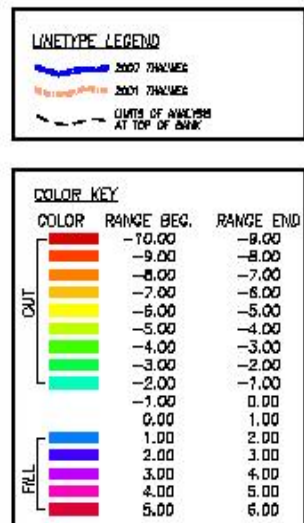 LINETYPE LEGEND
2007 THALWEG
2001 THALWEG
LIMITS OF ANALYSIS
AT TOP OF BANK
COLOR KEY
COLOR RANGE BEG. RANGE END
CUT
-10.00 -9.00
-9.00 -8.00
-8.00 -7.00
-7.00 -6.00
-6.00 -5.00
-5.00 -4.00
-4.00 -3.00
-3.00 -2.00
-2.00 -1.00
-1.00 0.00
0.00 1.00
FILL
1.00 2.00
2.00 3.00
3.00 4.00
4.00 5.00
5.00 6.00